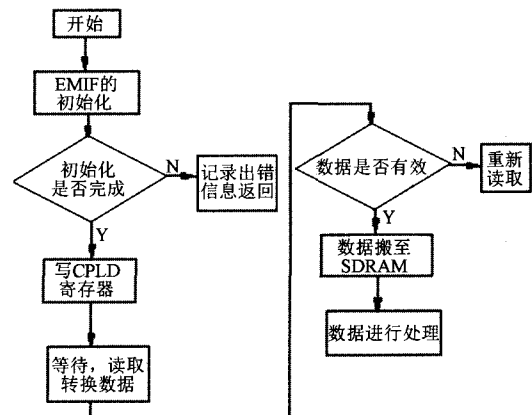 开始
EMIF的
初始化
初始化
是否完成
N
记录出错
信息返回
Y
写CPLD
寄存器
等待，读取
转换数据
数据是否有效
N
重新
读取
Y
数据搬至
SDRAM
数据进行处理